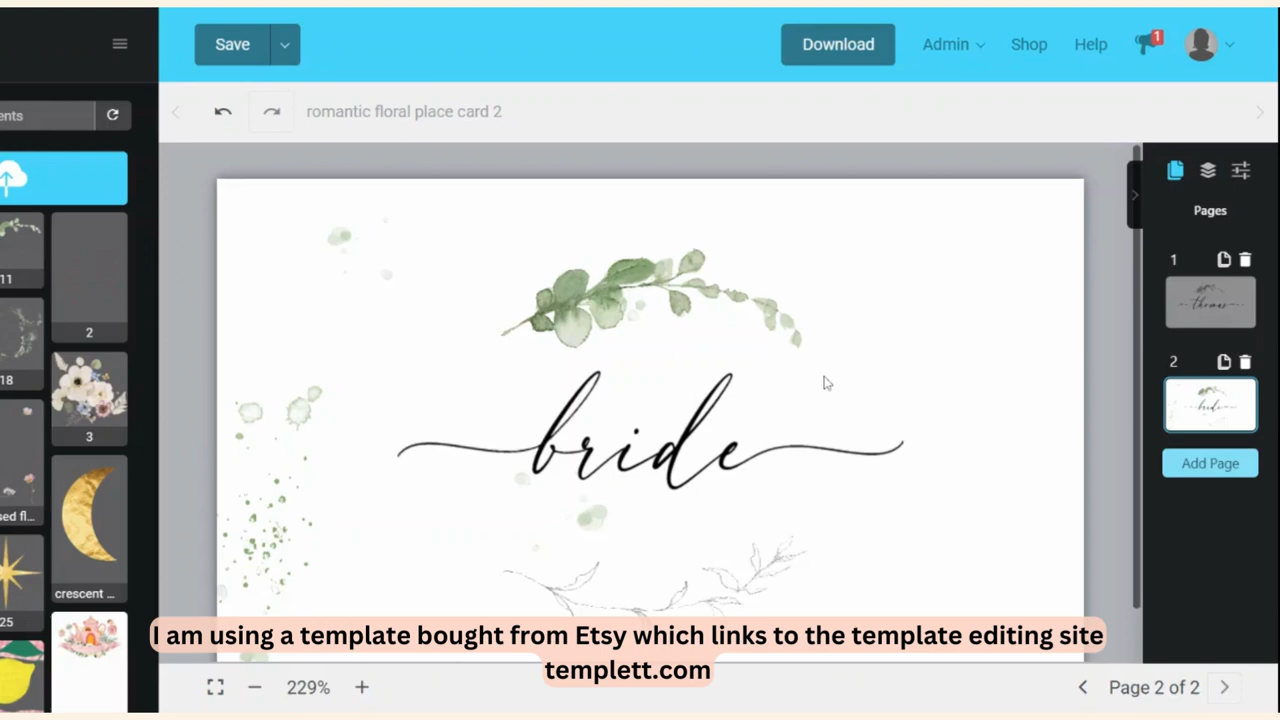 Save
Download
Admin
Shop
Help
1
ents
romantic floral place card 2
Pages
11
2
1
thomas
18
2
bride
3
bride
Add Page
sed fl...
crescent ...
25
I am using a template bought from Etsy which links to the template editing site
templett.com
229%
Page 2 of 2